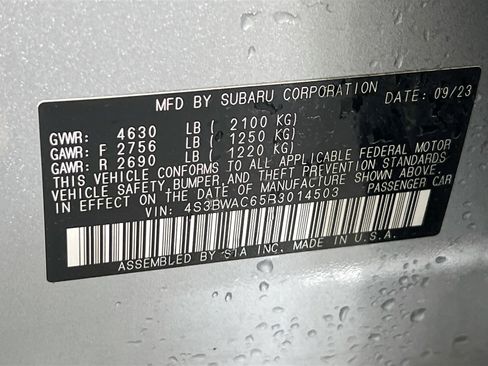 MFD BY SUBARU CORPORATION DATE: 09/23
GVWR: 4630 LB ( 2100 KG)
GAWR: F 2756 LB ( 1250 KG)
GAWR: R 2690 LB ( 1220 KG)
THIS VEHICLE CONFORMS TO ALL APPLICABLE FEDERAL MOTOR
VEHICLE SAFETY, BUMPER, AND THEFT PREVENTION STANDARDS
IN EFFECT ON THE DATE OF MANUFACTURE SHOWN ABOVE.
VIN: 4S3BWAC65R3014503 PASSENGER CAR
ASSEMBLED BY SIA INC. MADE IN U.S.A.